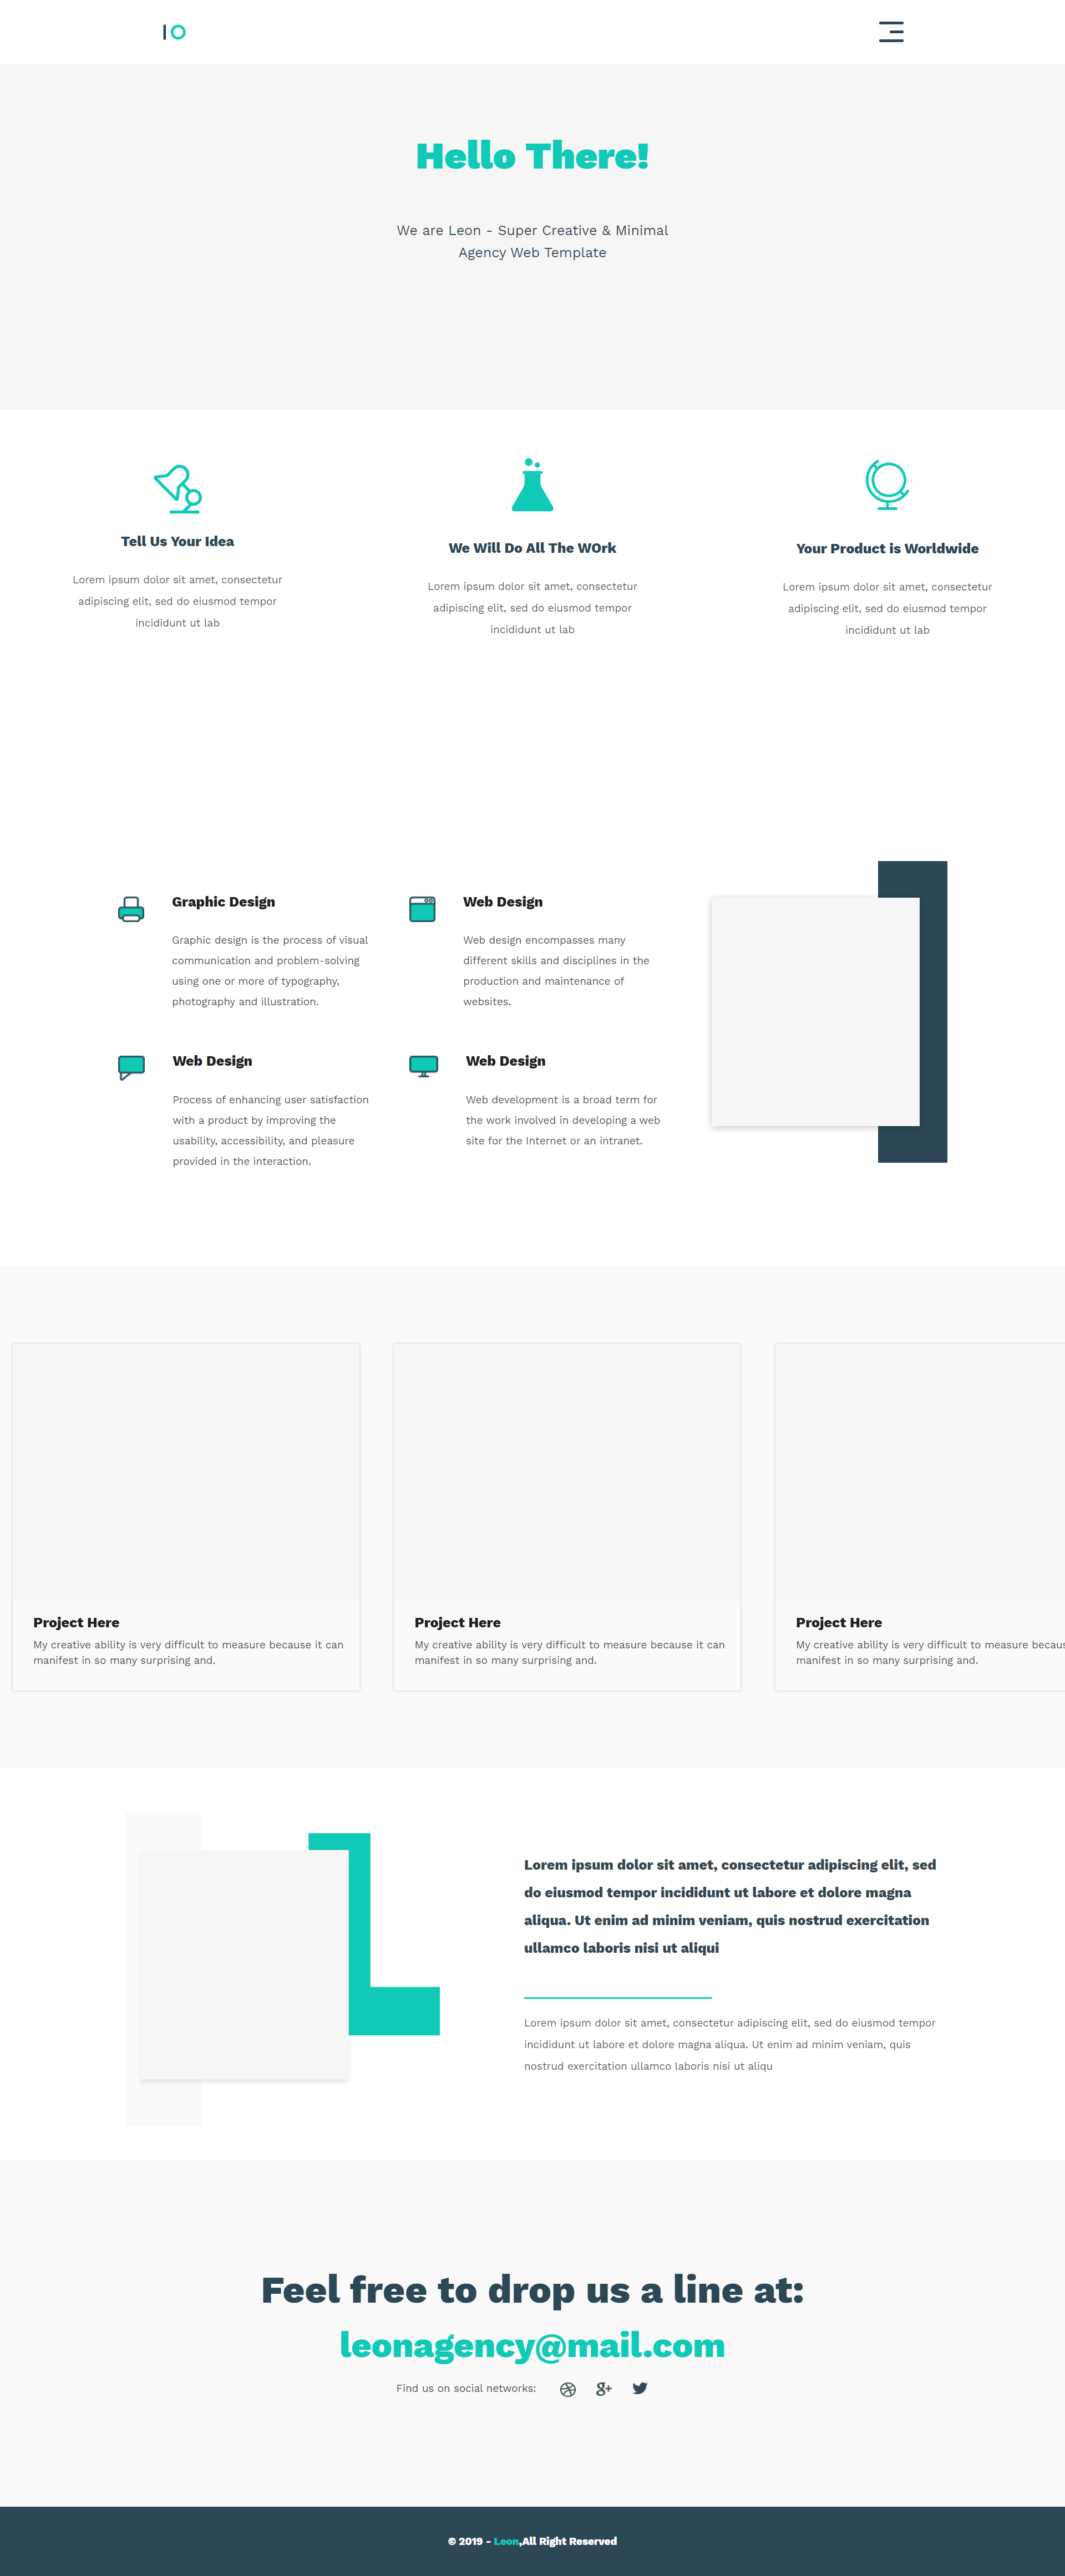 IO
Hello There!
We are Leon - Super Creative & Minimal
Agency Web Template
Tell Us Your Idea
Lorem ipsum dolor sit amet, consectetur
adipiscing elit, sed do eiusmod tempor
incididunt ut lab
We Will Do All The WOrk
Lorem ipsum dolor sit amet, consectetur
adipiscing elit, sed do eiusmod tempor
incididunt ut lab
Your Product is Worldwide
Lorem ipsum dolor sit amet, consectetur
adipiscing elit, sed do eiusmod tempor
incididunt ut lab
Graphic Design
Graphic design is the process of visual
communication and problem-solving
using one or more of typography,
photography and illustration.
Web Design
Web design encompasses many
different skills and disciplines in the
production and maintenance of
websites.
Web Design
Process of enhancing user satisfaction
with a product by improving the
usability, accessibility, and pleasure
provided in the interaction.
Web Design
Web development is a broad term for
the work involved in developing a web
site for the Internet or an intranet.
Project Here
My creative ability is very difficult to measure because it can
manifest in so many surprising and.
Project Here
My creative ability is very difficult to measure because it can
manifest in so many surprising and.
Project Here
My creative ability is very difficult to measure becaus
manifest in so many surprising and.
Lorem ipsum dolor sit amet, consectetur adipiscing elit, sed
do eiusmod tempor incididunt ut labore et dolore magna
aliqua. Ut enim ad minim veniam, quis nostrud exercitation
ullamco laboris nisi ut aliqui
Lorem ipsum dolor sit amet, consectetur adipiscing elit, sed do eiusmod tempor
incididunt ut labore et dolore magna aliqua. Ut enim ad minim veniam, quis
nostrud exercitation ullamco laboris nisi ut aliqu
Feel free to drop us a line at:
leonagency@mail.com
Find us on social networks:
© 2019 - Leon,All Right Reserved